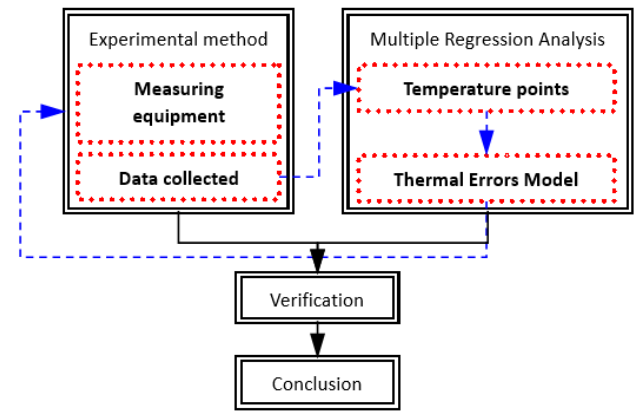 Experimental method
Measuring
equipment
Data collected
Multiple Regression Analysis
Temperature points
Thermal Errors Model
Verification
Conclusion